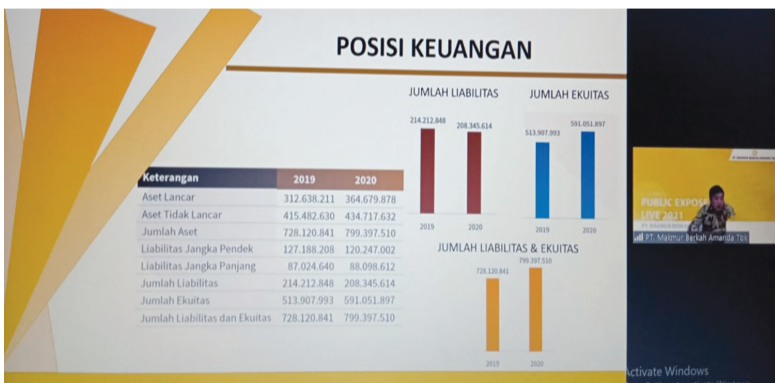 POSISI KEUANGAN
JUMLAH LIABILITAS
214.212.848
208.345.614
2019
2020
JUMLAH EKUITAS
513.907.993
591.051.897
2019
2020
Keterangan 2019 2020
Aset Lancar 312.638.211 364.679.878
Aset Tidak Lancar 415.482.630 434.717.632
Jumlah Aset 728.120.841 799.397.510
Liabilitas Jangka Pendek 127.188.208 120.247.002
Liabilitas Jangka Panjang 87.024.640 88.098.612
Jumlah Liabilitas 214.212.848 208.345.614
Jumlah Ekuitas 513.907.993 591.051.897
Jumlah Liabilitas dan Ekuitas 728.120.841 799.397.510
JUMLAH LIABILITAS & EKUITAS
728.120.841
799.397.510
2019
2020
PUBLIC EXPOSE
LIVE 2021
PT. Makmur Berkah Amanda Tbk
Activate Windows